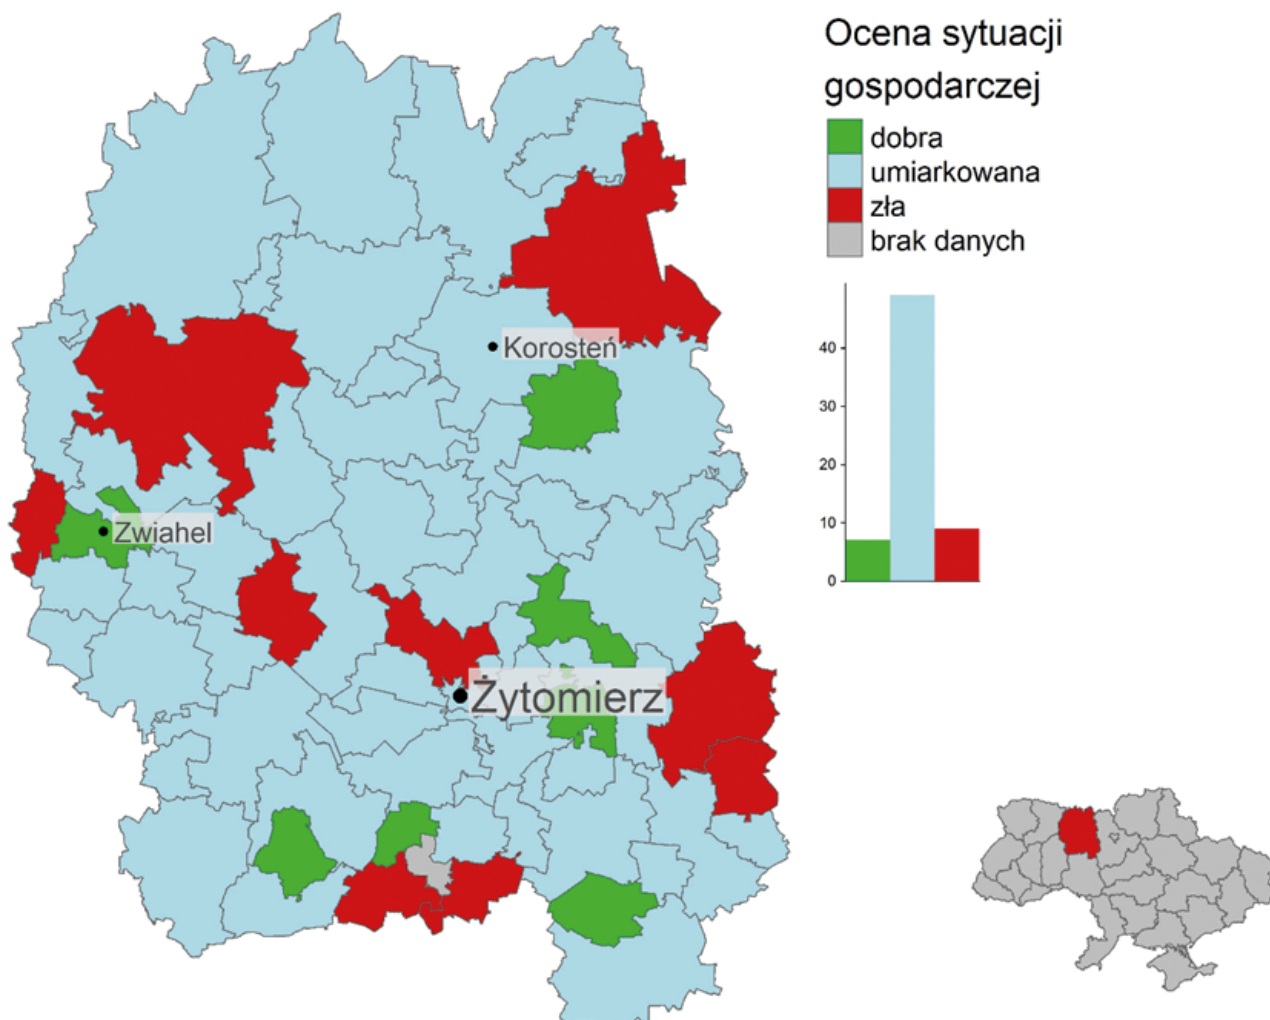 Ocena sytuacji
gospodarczej
dobra
umiarkowana
zła
brak danych
40
30
20
10
0
Korosteń
Zwiahel
Żytomierz